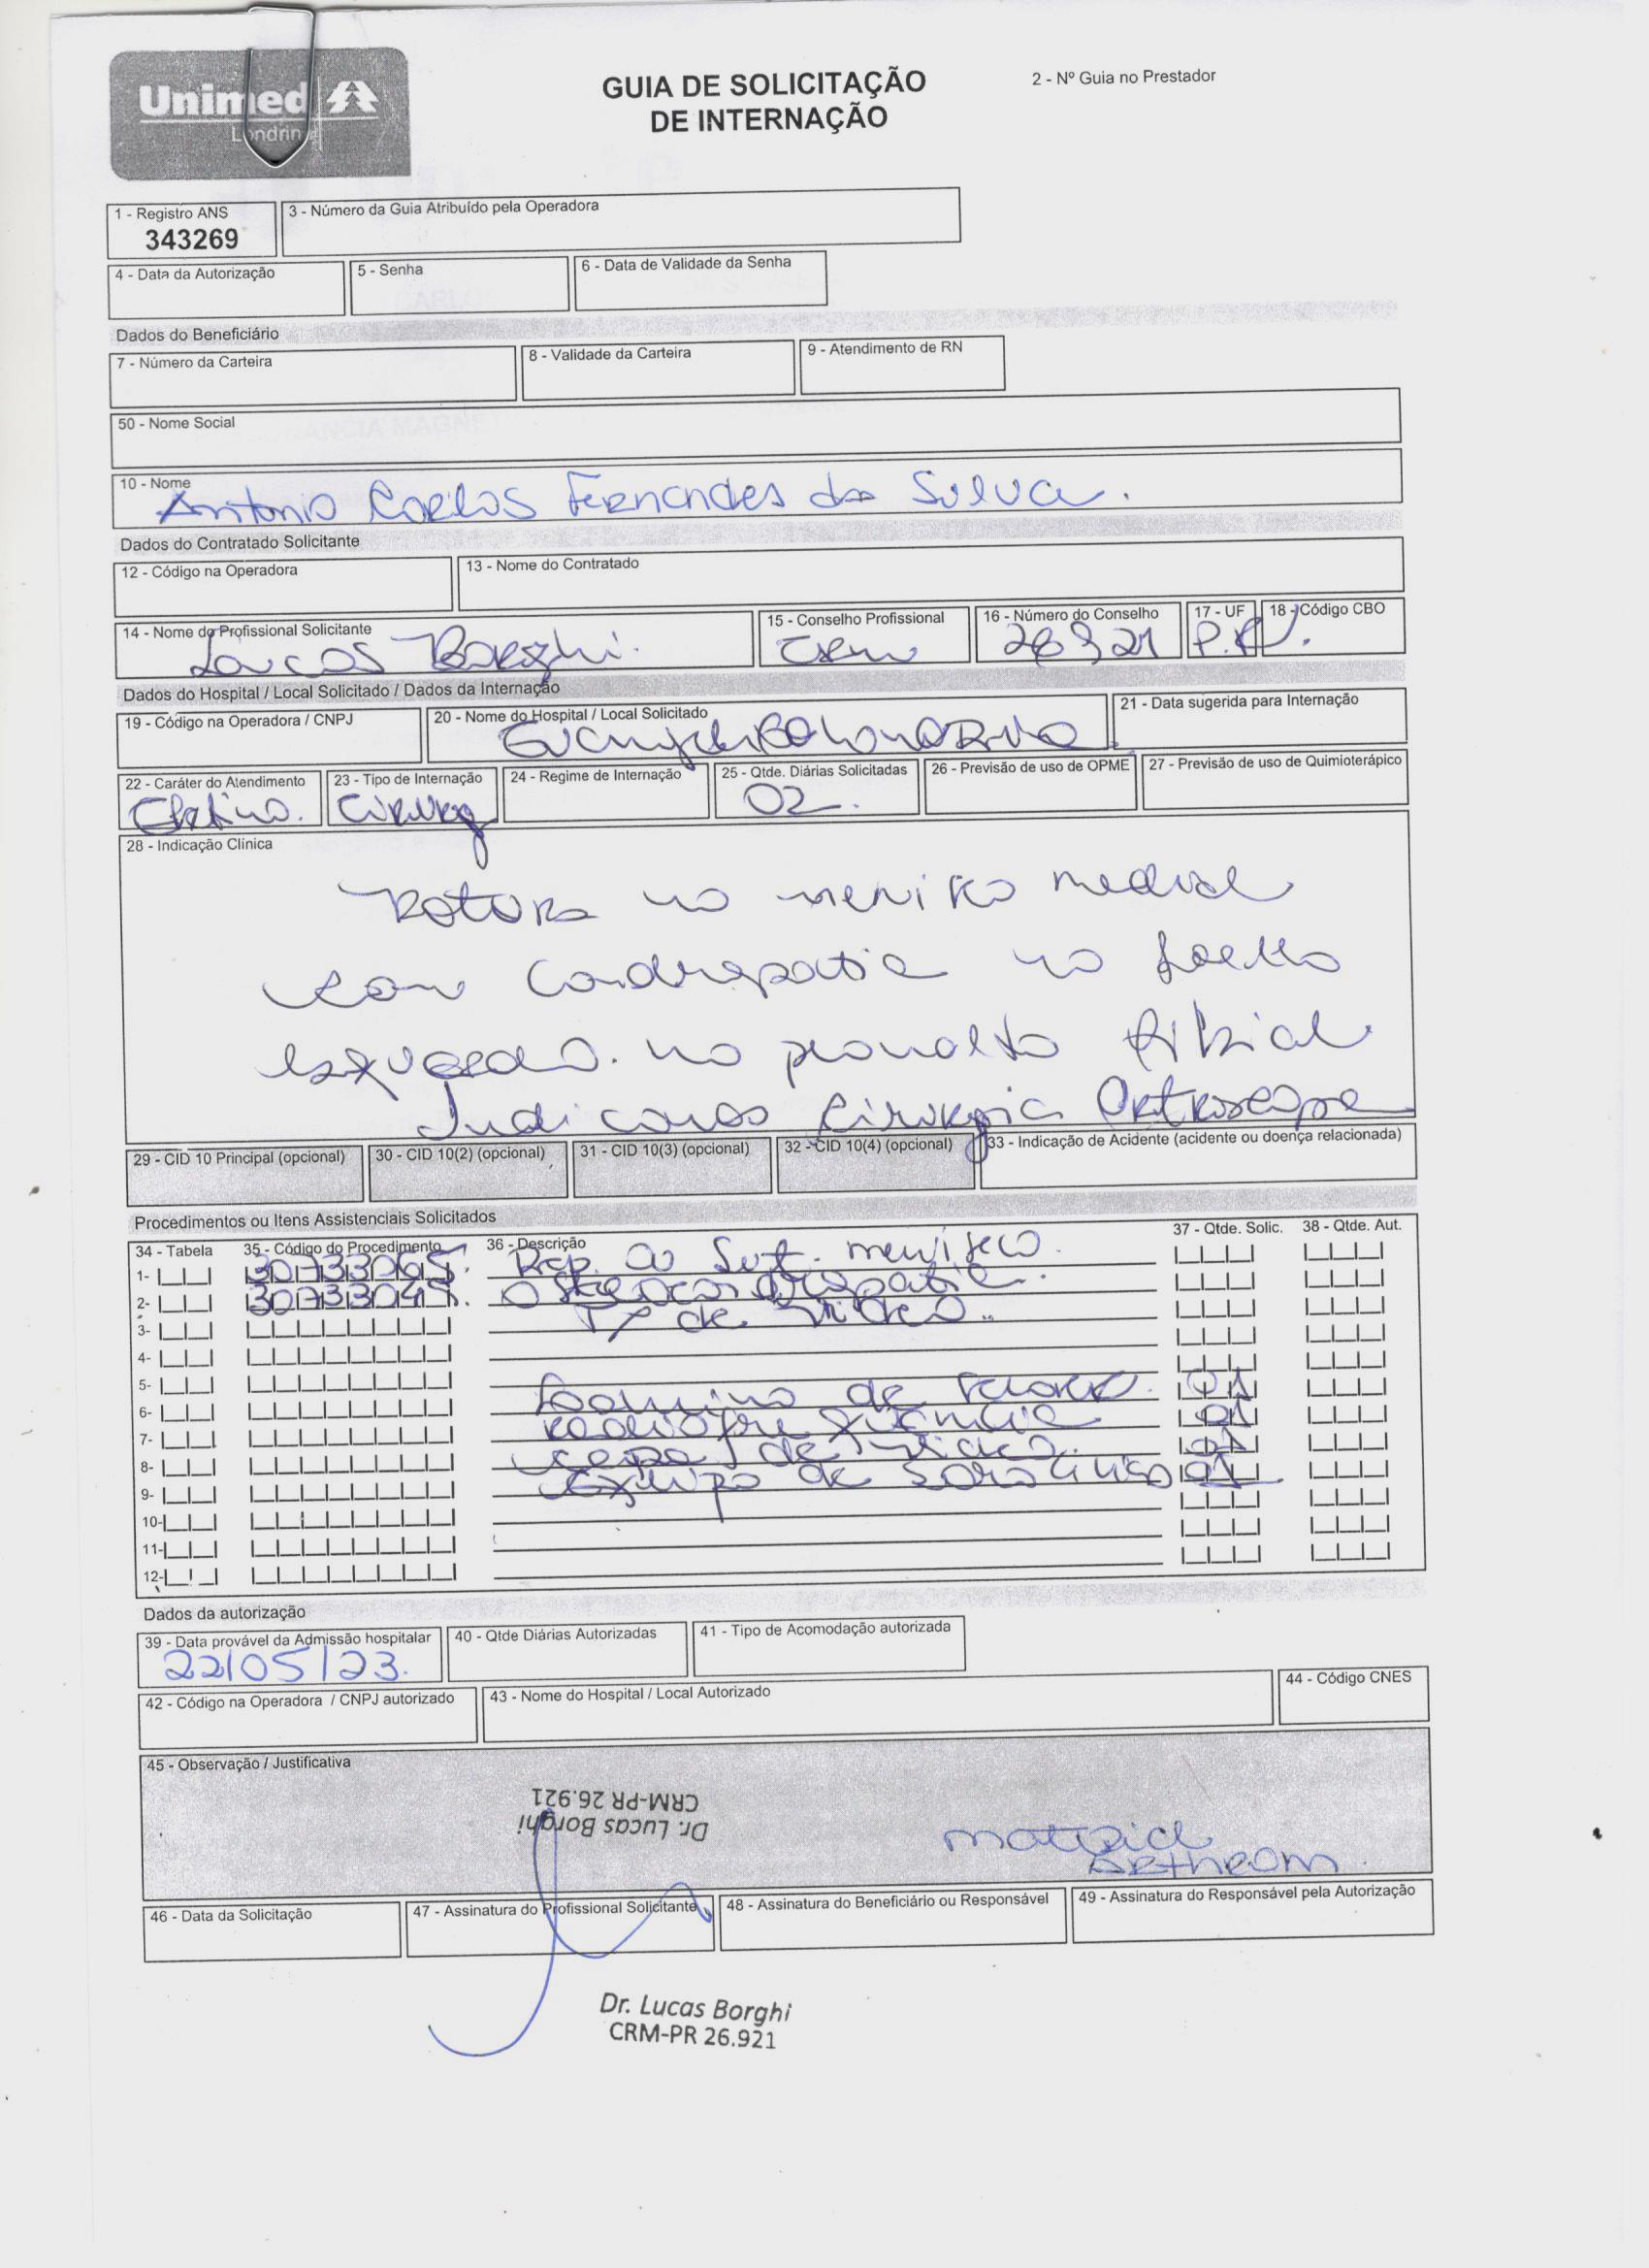 Unimed
Londrina
GUIA DE SOLICITAÇÃO
DE INTERNAÇÃO
2 - Nº Guia no Prestador
1 - Registro ANS
343269
3 - Número da Guia Atribuído pela Operadora
4 - Data da Autorização
5 - Senha
6 - Data de Validade da Senha
Dados do Beneficiário
7 - Número da Carteira
8 - Validade da Carteira
9 - Atendimento de RN
50 - Nome Social
10 - Nome
Antonio Carlos Fernandes da Silva.
Dados do Contratado Solicitante
12 - Código na Operadora
13 - Nome do Contratado
14 - Nome do Profissional Solicitante
Lucas Borghi.
15 - Conselho Profissional
CRM
16 - Número do Conselho
26921
17 - UF
P.R.
18 - Código CBO
Dados do Hospital / Local Solicitado / Dados da Internação
19 - Código na Operadora / CNPJ
20 - Nome do Hospital / Local Solicitado
21 - Data sugerida para Internação
22 - Caráter do Atendimento
Eletivo.
23 - Tipo de Internação
Cirurg
24 - Regime de Internação
25 - Qtde. Diárias Solicitadas
02.
26 - Previsão de uso de OPME
27 - Previsão de uso de Quimioterápico
28 - Indicação Clínica
Rotura no menisco medial
com Condropatia no Joelho
esquerdo. no planalto tibial
Indicamos Cirurgia Artroscopia
29 - CID 10 Principal (opcional)
30 - CID 10(2) (opcional)
31 - CID 10(3) (opcional)
32 - CID 10(4) (opcional)
33 - Indicação de Acidente (acidente ou doença relacionada)
Procedimentos ou Itens Assistenciais Solicitados
34 - Tabela
35 - Código do Procedimento
36 - Descrição
37 - Qtde. Solic.
38 - Qtde. Aut.
1- 30733065. Rep. ou Sut. menisco.
2- 30733049. Osteocondropatia.
3- Tx de Video.
4-
5-
6- 01
7- radiofrequencia 01
8- capa de video. 01
9- Equipo de soro 01
10-
11-
12-
Dados da autorização
39 - Data provável da Admissão hospitalar
22/05/23.
40 - Qtde Diárias Autorizadas
41 - Tipo de Acomodação autorizada
42 - Código na Operadora / CNPJ autorizado
43 - Nome do Hospital / Local Autorizado
44 - Código CNES
45 - Observação / Justificativa
Dr. Lucas Borghi
CRM-PR 26.921
Arthrom
46 - Data da Solicitação
47 - Assinatura do Profissional Solicitante
48 - Assinatura do Beneficiário ou Responsável
49 - Assinatura do Responsável pela Autorização
Dr. Lucas Borghi
CRM-PR 26.921